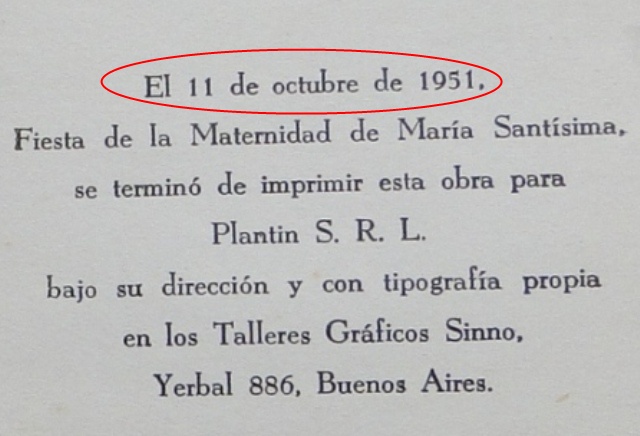 El 11 de octubre de 1951,
Fiesta de la Maternidad de María Santísima,
se terminó de imprimir esta obra para
Plantin S. R. L.
bajo su dirección y con tipografía propia
en los Talleres Gráficos Sinno,
Yerbal 886, Buenos Aires.